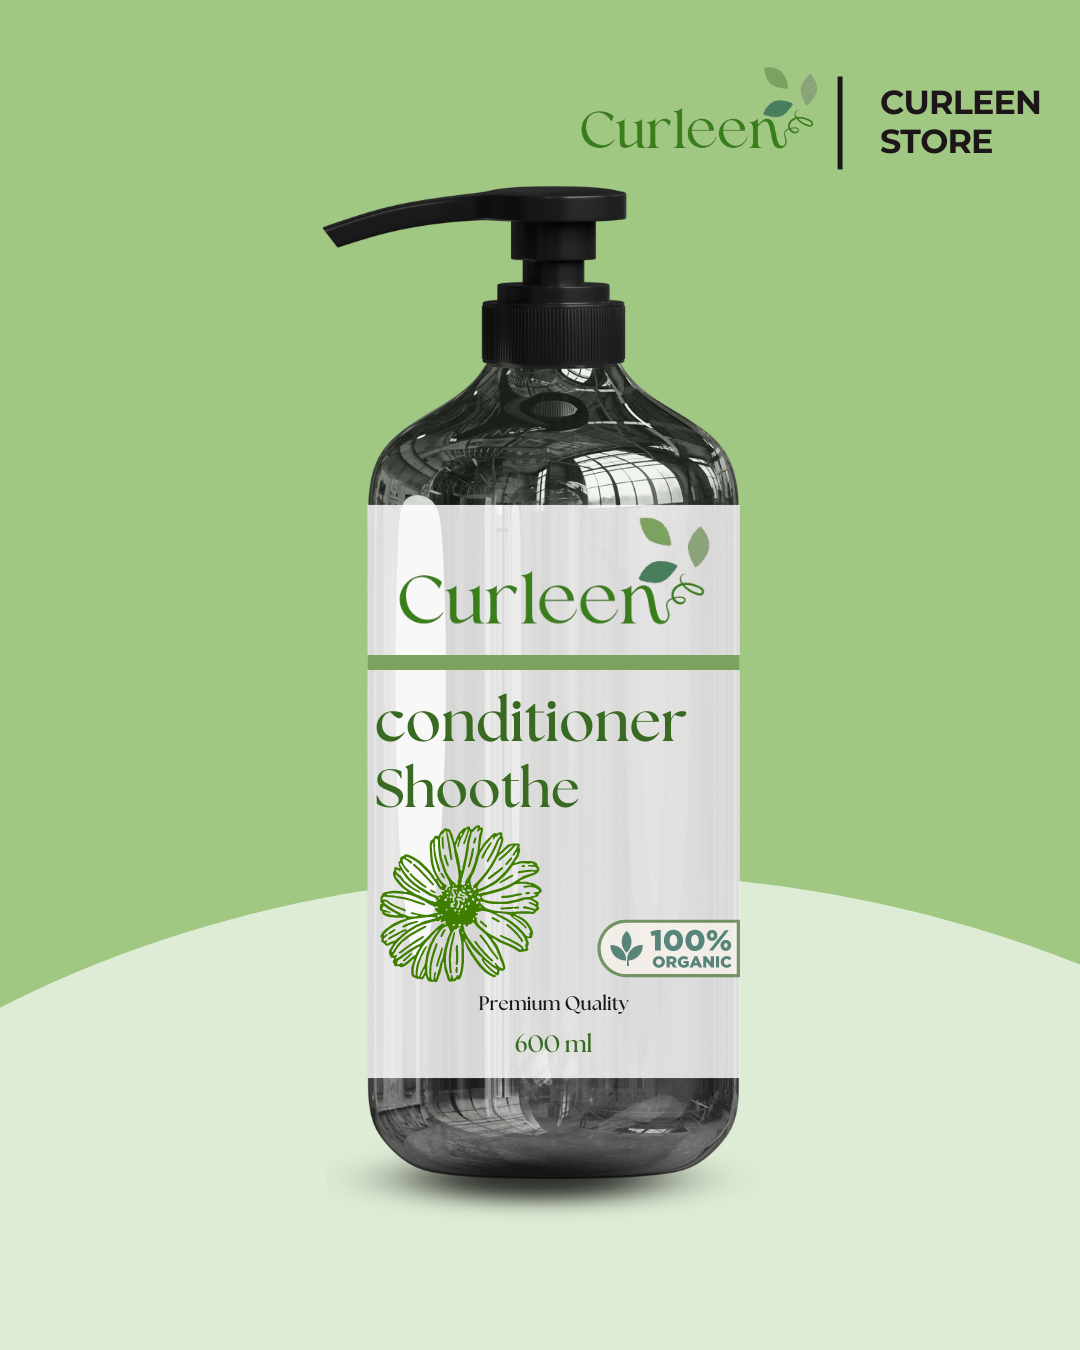 Curleen
CURLEEN
STORE
Curleen
conditioner
Shoothe
100%
ORGANIC
Premium Quality
600 ml